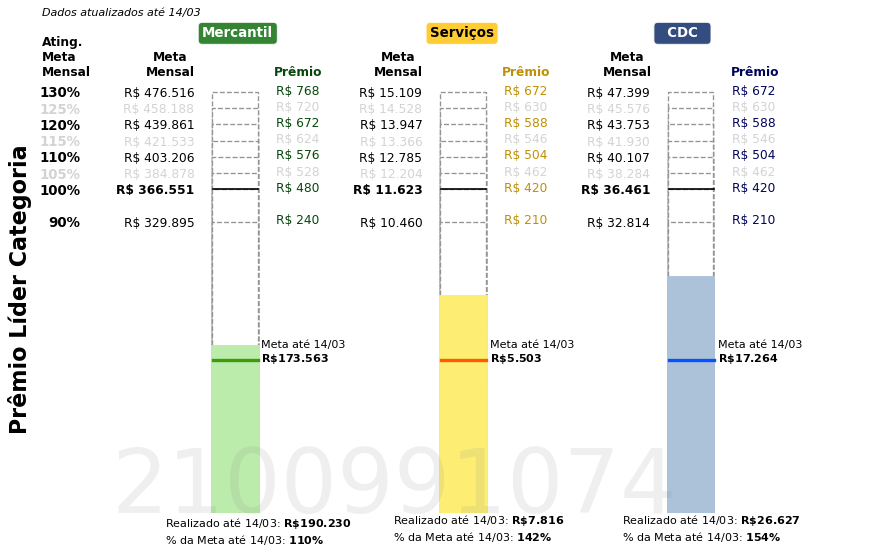 Dados atualizados até 14/03
Mercantil Serviços CDC
Ating. Meta Mensal
Meta Mensal Prêmio Meta Mensal Prêmio Meta Mensal Prêmio
130% R$ 476.516 R$ 768 R$ 15.109 R$ 672 R$ 47.399 R$ 672
125% R$ 458.188 R$ 720 R$ 14.528 R$ 630 R$ 45.576 R$ 630
120% R$ 439.861 R$ 672 R$ 13.947 R$ 588 R$ 43.753 R$ 588
115% R$ 421.533 R$ 624 R$ 13.366 R$ 546 R$ 41.930 R$ 546
110% R$ 403.206 R$ 576 R$ 12.785 R$ 504 R$ 40.107 R$ 504
105% R$ 384.878 R$ 528 R$ 12.204 R$ 462 R$ 38.284 R$ 462
100% R$ 366.551 R$ 480 R$ 11.623 R$ 420 R$ 36.461 R$ 420
90% R$ 329.895 R$ 240 R$ 10.460 R$ 210 R$ 32.814 R$ 210
Prêmio Líder Categoria
Meta até 14/03 Meta até 14/03 Meta até 14/03
R$173.563 R$5.503 R$17.264
2100991074
Realizado até 14/03: R$190.230 Realizado até 14/03: R$7.816 Realizado até 14/03: R$26.627
% da Meta até 14/03: 110% % da Meta até 14/03: 142% % da Meta até 14/03: 154%